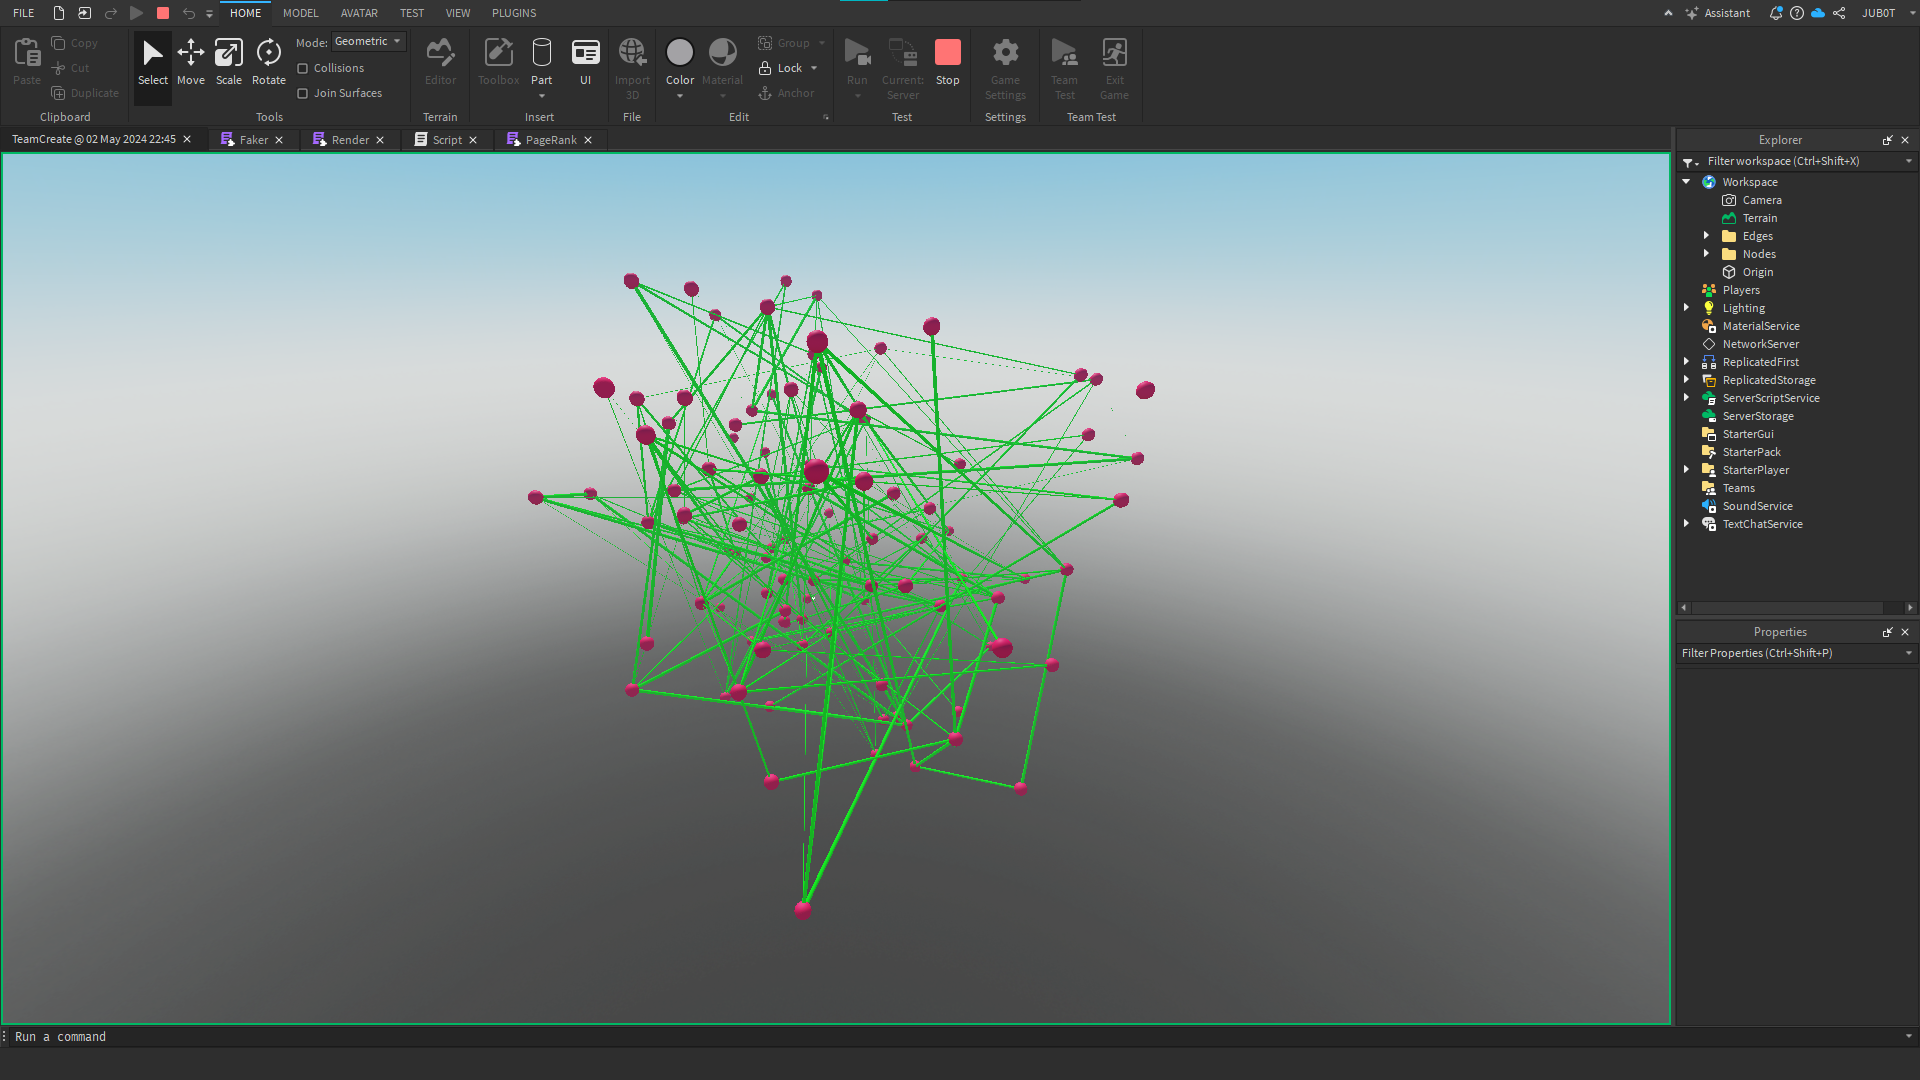 FILE HOME MODEL AVATAR TEST VIEW PLUGINS Assistant JUB0T
Paste Copy Cut Duplicate Clipboard
Select Move Scale Rotate Mode: Geometric Collisions Join Surfaces Tools
Editor Terrain
Toolbox Part UI Insert
Import 3D File
Color Material Group Lock Anchor Edit
Run Current: Server Stop Test
Game Settings Settings
Team Test Exit Game Team Test
TeamCreate @ 02 May 2024 22:45 Faker Render Script PageRank
Explorer
Filter workspace (Ctrl+Shift+X)
Workspace
Camera
Terrain
Edges
Nodes
Origin
Players
Lighting
MaterialService
NetworkServer
ReplicatedFirst
ReplicatedStorage
ServerScriptService
ServerStorage
StarterGui
StarterPack
StarterPlayer
Teams
SoundService
TextChatService
Properties
Filter Properties (Ctrl+Shift+P)
Run a command